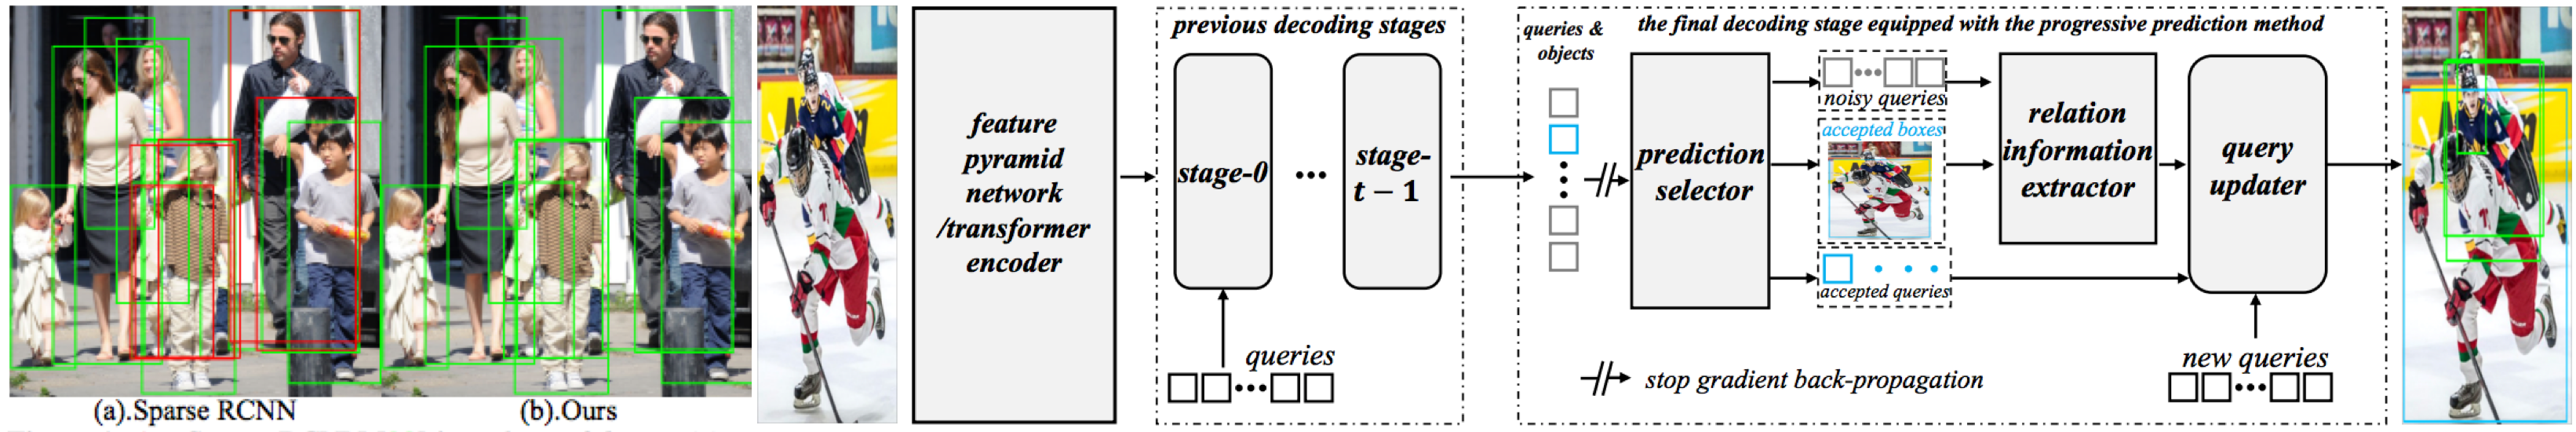 (a).Sparse RCNN
(b).Ours
feature
pyramid
network
/transformer
encoder
previous decoding stages
stage-0
stage-
t − 1
queries
the final decoding stage equipped with the progressive prediction method
queries &
objects
prediction
selector
noisy queries
accepted boxes
accepted queries
relation
information
extractor
query
updater
new queries
stop gradient back-propagation